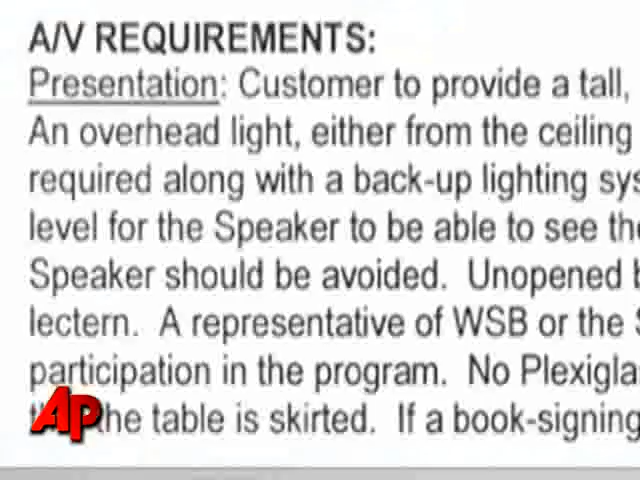 A/V REQUIREMENTS:
Presentation: Customer to provide a tall,
An overhead light, either from the ceiling
required along with a back-up lighting
level for the Speaker to be able to see
Speaker should be avoided.  Unopened
lectern.  A representative of WSB or the
participation in the program.  No
the table is skirted.  If a book-signing
AP